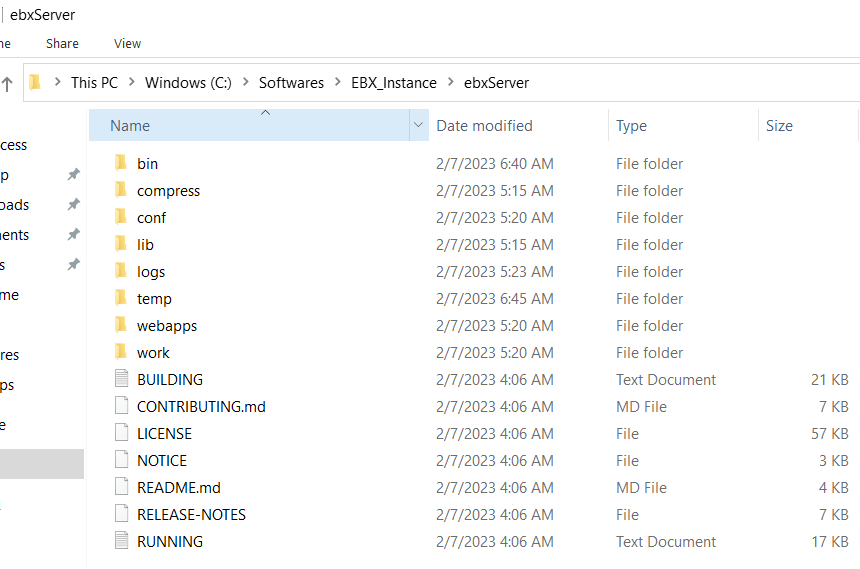 ebxServer
Share View
This PC > Windows (C:) > Softwares > EBX_Instance > ebxServer
Name Date modified Type Size
bin 2/7/2023 6:40 AM File folder
compress 2/7/2023 5:15 AM File folder
conf 2/7/2023 5:20 AM File folder
lib 2/7/2023 5:15 AM File folder
logs 2/7/2023 5:23 AM File folder
temp 2/7/2023 6:45 AM File folder
webapps 2/7/2023 5:20 AM File folder
work 2/7/2023 5:20 AM File folder
BUILDING 2/7/2023 4:06 AM Text Document 21 KB
CONTRIBUTING.md 2/7/2023 4:06 AM MD File 7 KB
LICENSE 2/7/2023 4:06 AM File 57 KB
NOTICE 2/7/2023 4:06 AM File 3 KB
README.md 2/7/2023 4:06 AM MD File 4 KB
RELEASE-NOTES 2/7/2023 4:06 AM File 7 KB
RUNNING 2/7/2023 4:06 AM Text Document 17 KB